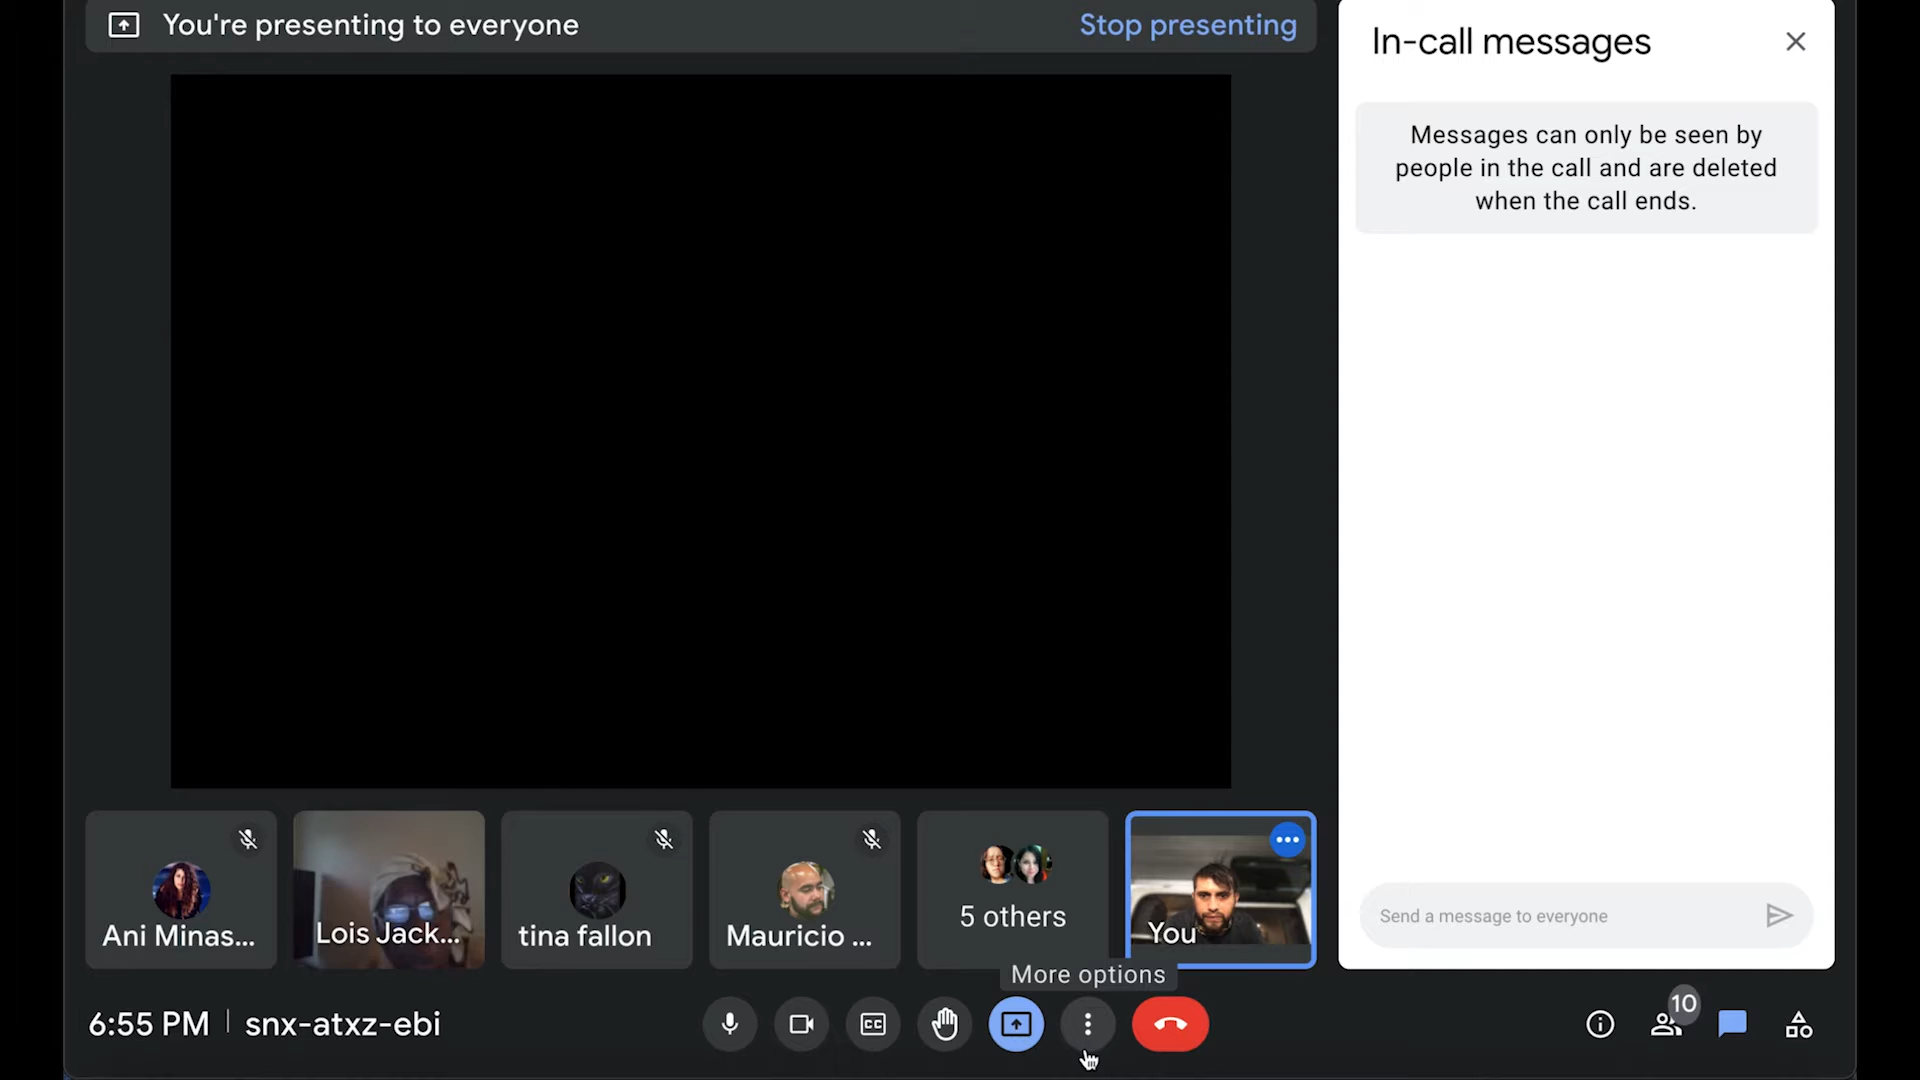 You're presenting to everyone
Stop presenting
In-call messages
Messages can only be seen by
people in the call and are deleted
when the call ends.
Ani Minas...
Lois Jack...
tina fallon
Mauricio ...
5 others
You
More options
Send a message to everyone
6:55 PM
snx-atxz-ebi
CC
10